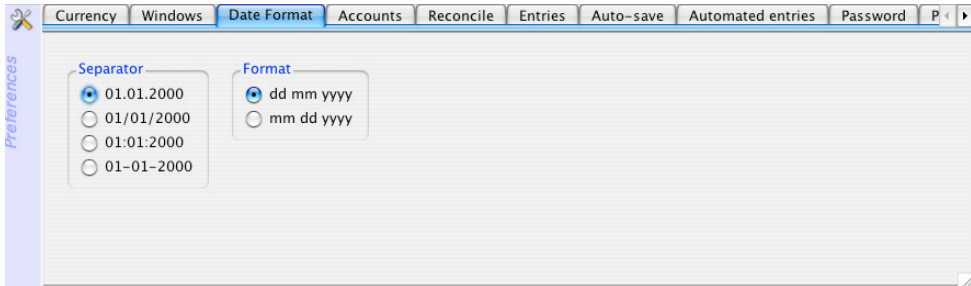 Currency Windows Date Format Accounts Reconcile Entries Auto-save Automated entries Password P
Preferences
Separator
01.01.2000
01/01/2000
01:01:2000
01-01-2000
Format
dd mm yyyy
mm dd yyyy